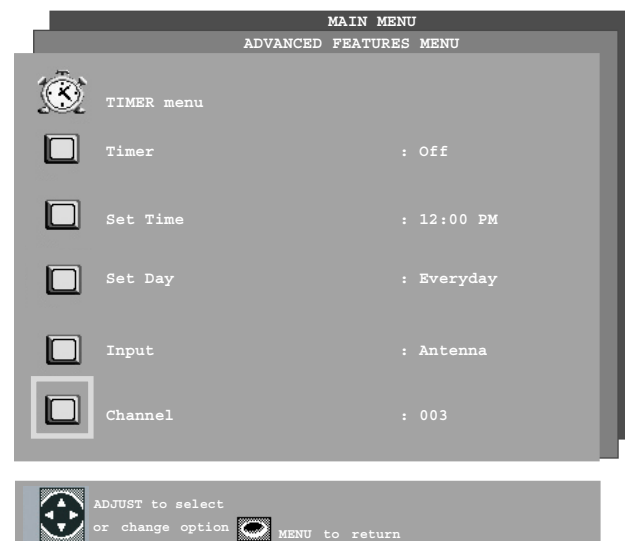 MAIN MENU
ADVANCED FEATURES MENU
TIMER menu
Timer : Off
Set Time : 12:00 PM
Set Day : Everyday
Input : Antenna
Channel : 003
ADJUST to select
or change option MENU to return